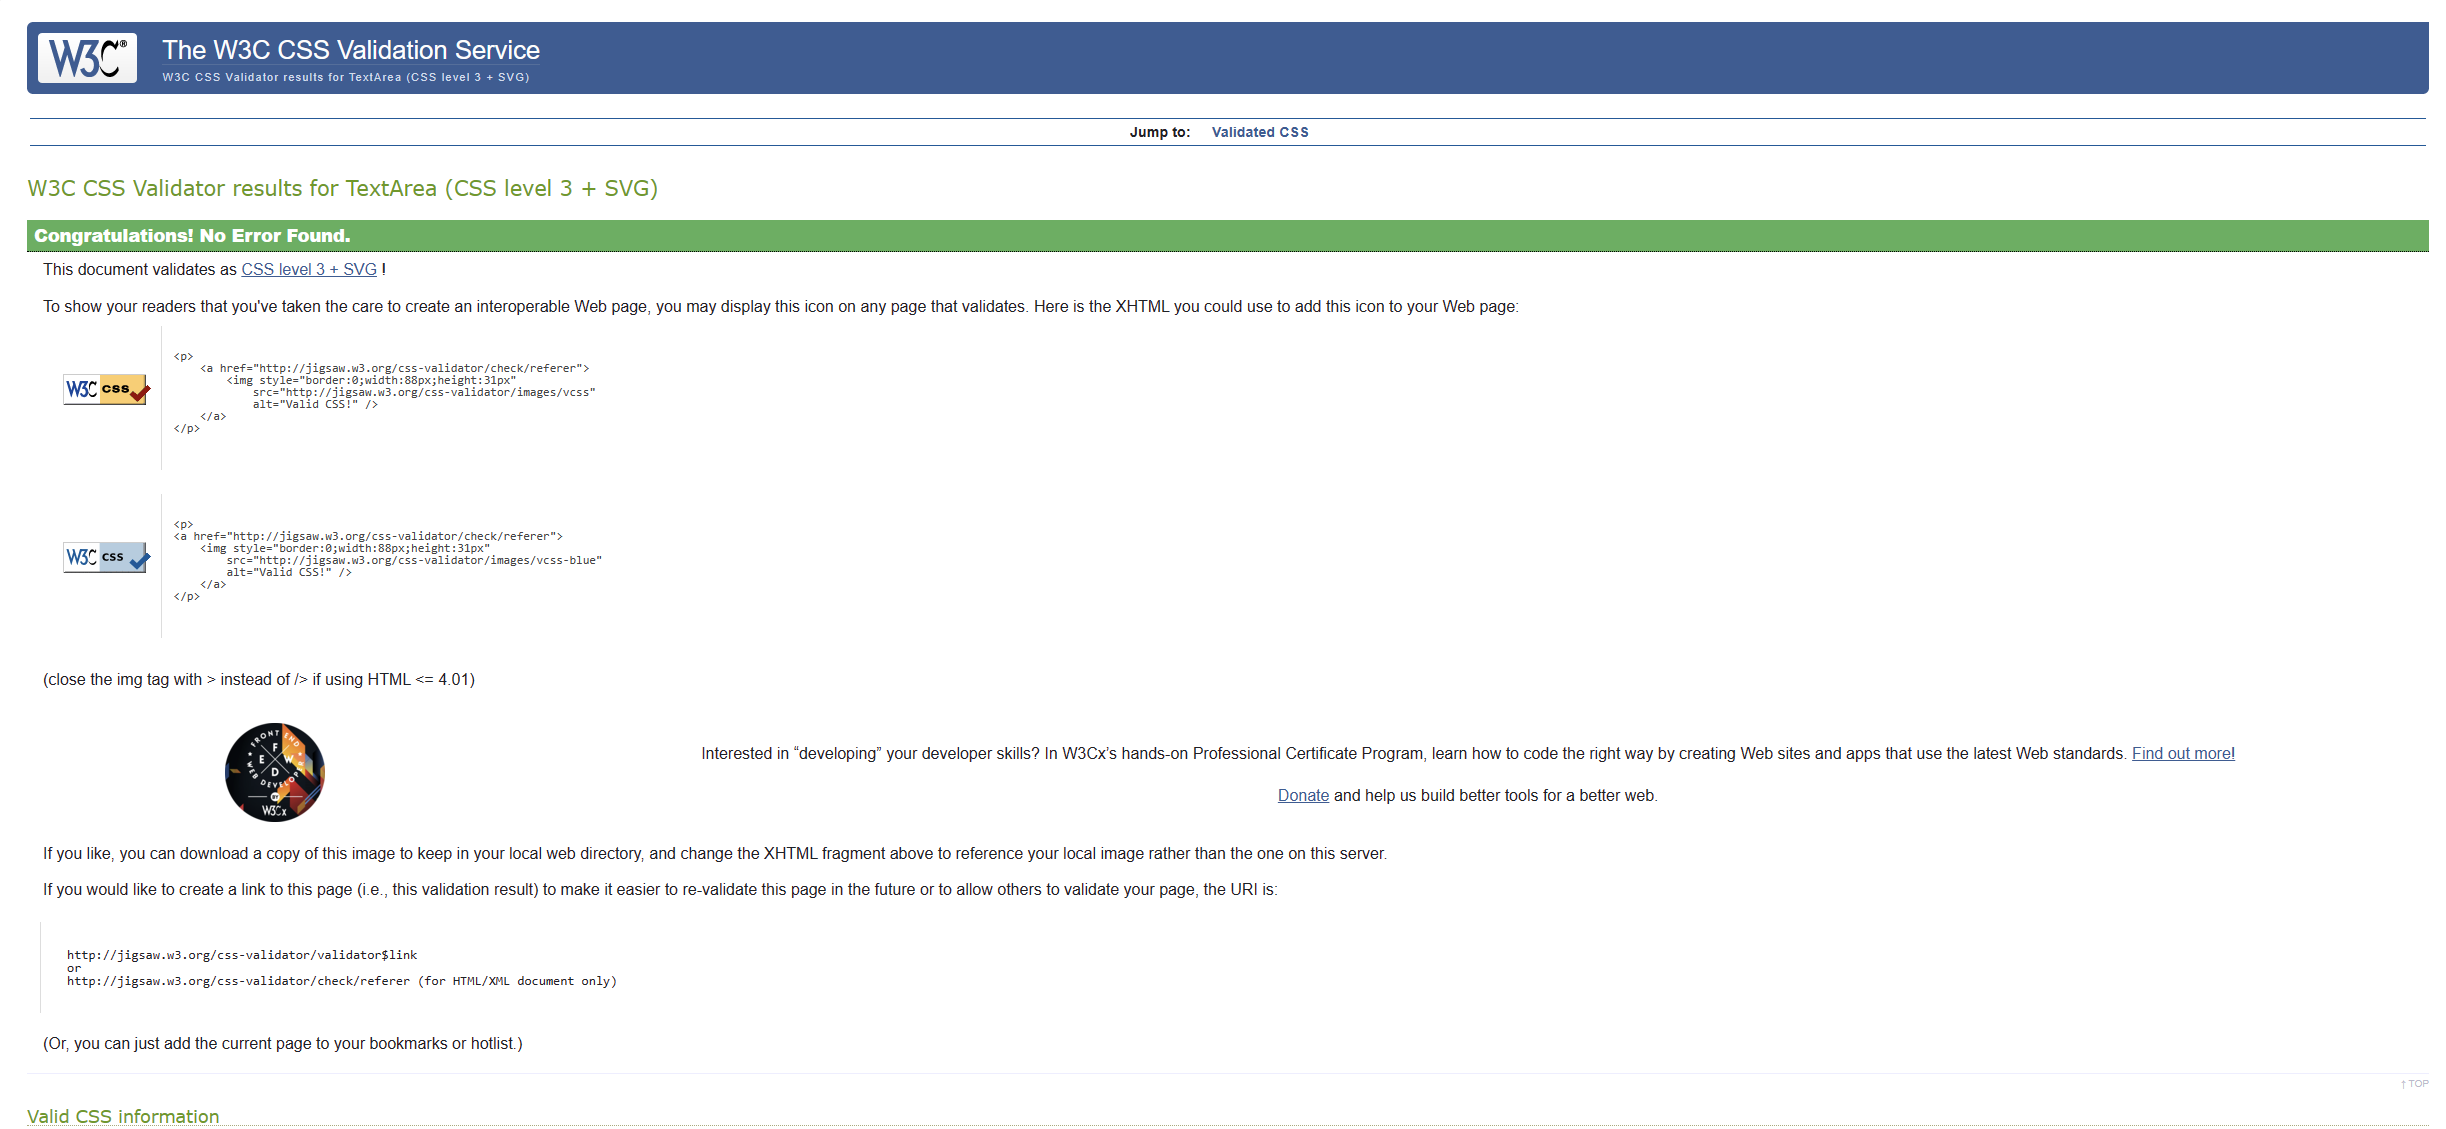 W3C®
The W3C CSS Validation Service
W3C CSS Validator results for TextArea (CSS level 3 + SVG)
Jump to: Validated CSS
W3C CSS Validator results for TextArea (CSS level 3 + SVG)
Congratulations! No Error Found.
This document validates as CSS level 3 + SVG !
To show your readers that you've taken the care to create an interoperable Web page, you may display this icon on any page that validates. Here is the XHTML you could use to add this icon to your Web page:
W3C css
<p>
<a href="http://jigsaw.w3.org/css-validator/check/referer">
<img style="border:0;width:88px;height:31px"
src="http://jigsaw.w3.org/css-validator/images/vcss"
alt="Valid CSS!" />
</a>
</p>
W3C css
<p>
<a href="http://jigsaw.w3.org/css-validator/check/referer">
<img style="border:0;width:88px;height:31px"
src="http://jigsaw.w3.org/css-validator/images/vcss-blue"
alt="Valid CSS!" />
</a>
</p>
(close the img tag with > instead of /> if using HTML <= 4.01)
FRONT END
F
E W
D
WEB DEVELOPER
BY
W3Cx
Interested in “developing” your developer skills? In W3Cx’s hands-on Professional Certificate Program, learn how to code the right way by creating Web sites and apps that use the latest Web standards. Find out more!
Donate and help us build better tools for a better web.
If you like, you can download a copy of this image to keep in your local web directory, and change the XHTML fragment above to reference your local image rather than the one on this server.
If you would like to create a link to this page (i.e., this validation result) to make it easier to re-validate this page in the future or to allow others to validate your page, the URI is:
http://jigsaw.w3.org/css-validator/validator$link
or
http://jigsaw.w3.org/css-validator/check/referer (for HTML/XML document only)
(Or, you can just add the current page to your bookmarks or hotlist.)
↑ TOP
Valid CSS information